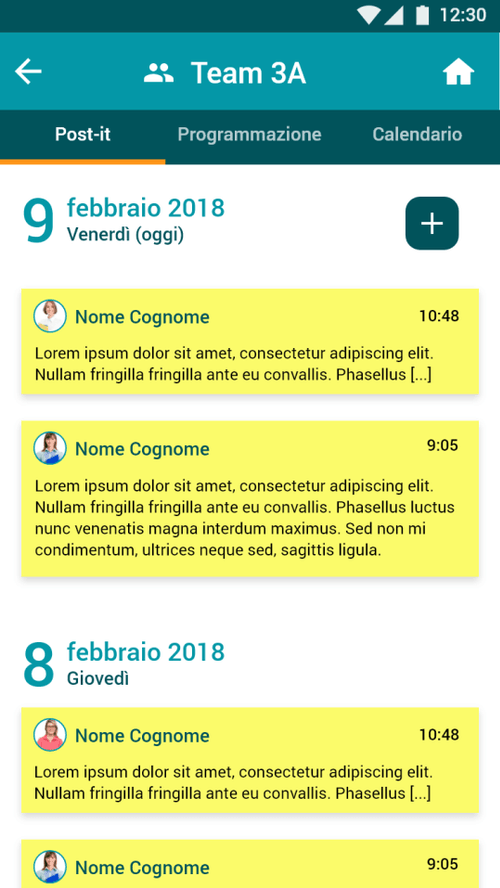 12:30
Team 3A
Post-it Programmazione Calendario
9 febbraio 2018
Venerdì (oggi)
Nome Cognome 10:48
Lorem ipsum dolor sit amet, consectetur adipiscing elit.
Nullam fringilla fringilla ante eu convallis. Phasellus [...]
Nome Cognome 9:05
Lorem ipsum dolor sit amet, consectetur adipiscing elit.
Nullam fringilla fringilla ante eu convallis. Phasellus luctus
nunc venenatis magna interdum maximus. Sed non mi
condimentum, ultrices neque sed, sagittis ligula.
8 febbraio 2018
Giovedì
Nome Cognome 10:48
Lorem ipsum dolor sit amet, consectetur adipiscing elit.
Nullam fringilla fringilla ante eu convallis. Phasellus [...]
Nome Cognome 9:05